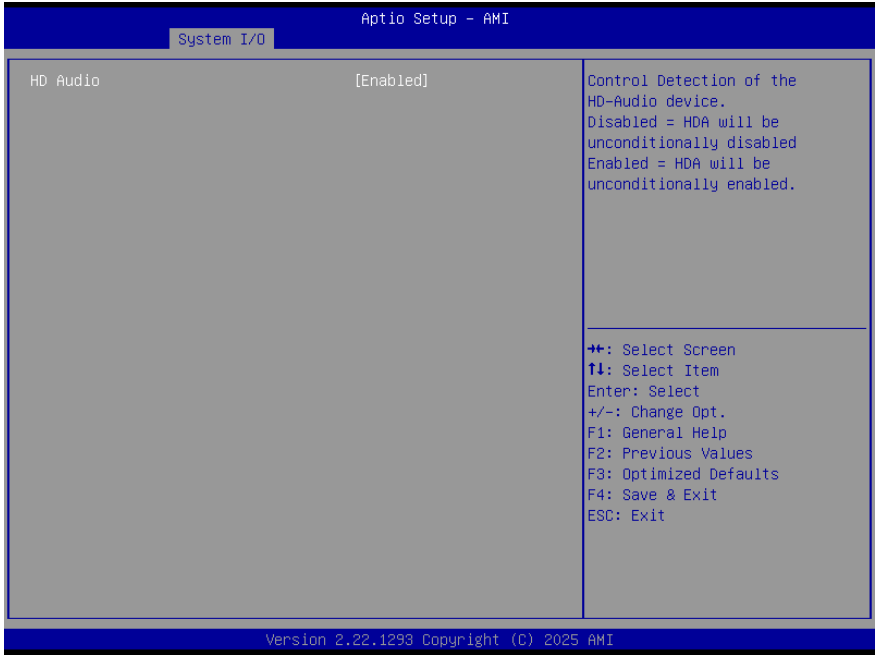 Aptio Setup – AMI
System I/O
HD Audio [Enabled]
Control Detection of the
HD-Audio device.
Disabled = HDA will be
unconditionally disabled
Enabled = HDA will be
unconditionally enabled.
→←: Select Screen
↑↓: Select Item
Enter: Select
+/-: Change Opt.
F1: General Help
F2: Previous Values
F3: Optimized Defaults
F4: Save & Exit
ESC: Exit
Version 2.22.1293 Copyright (C) 2025 AMI